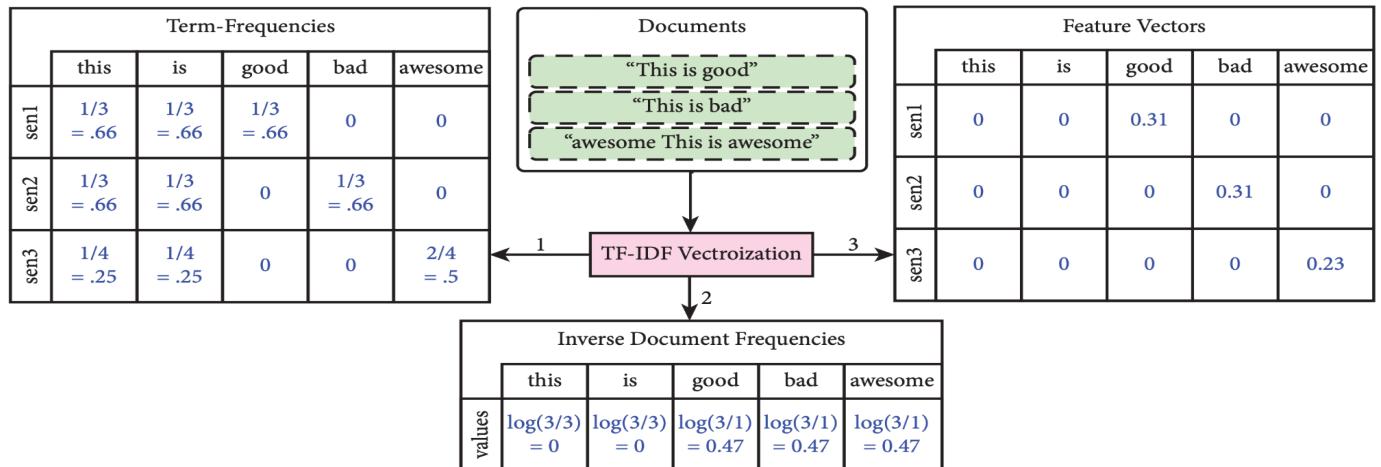 Term-Frequencies
this is good bad awesome
sen1
1/3 1/3 1/3 0 0
= .66 = .66 = .66
sen2
1/3 1/3 0 1/3 0
= .66 = .66 = .66
sen3
1/4 1/4 0 0 2/4
= .25 = .25 = .5
Documents
“This is good”
“This is bad”
“awesome This is awesome”
1
TF-IDF Vectroization
3
2
Feature Vectors
this is good bad awesome
sen1
0 0 0.31 0 0
sen2
0 0 0 0.31 0
sen3
0 0 0 0 0.23
Inverse Document Frequencies
this is good bad awesome
values
log(3/3) log(3/3) log(3/1) log(3/1) log(3/1)
= 0 = 0 = 0.47 = 0.47 = 0.47